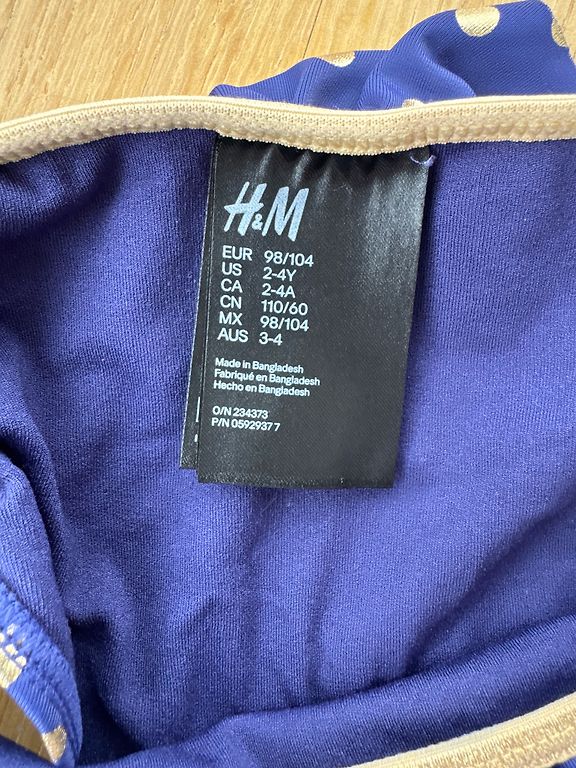 H&M
EUR 98/104
US 2-4Y
CA 2-4A
CN 110/60
MX 98/104
AUS 3-4
Made in Bangladesh
Fabriqué en Bangladesh
Hecho en Bangladesh
O/N 234373
P/N 0592937 7